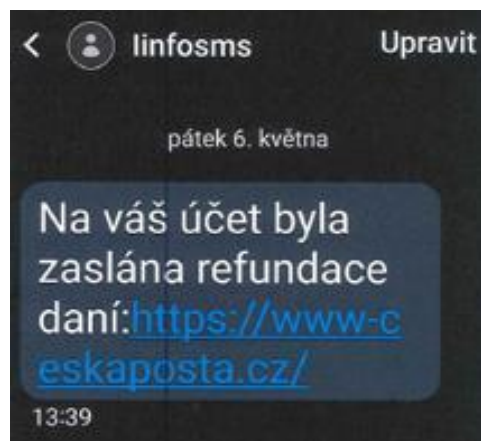 linfosms Upravit
pátek 6. května
Na váš účet byla
zaslána refundace
daní:https://www-c
eskaposta.cz/
13:39